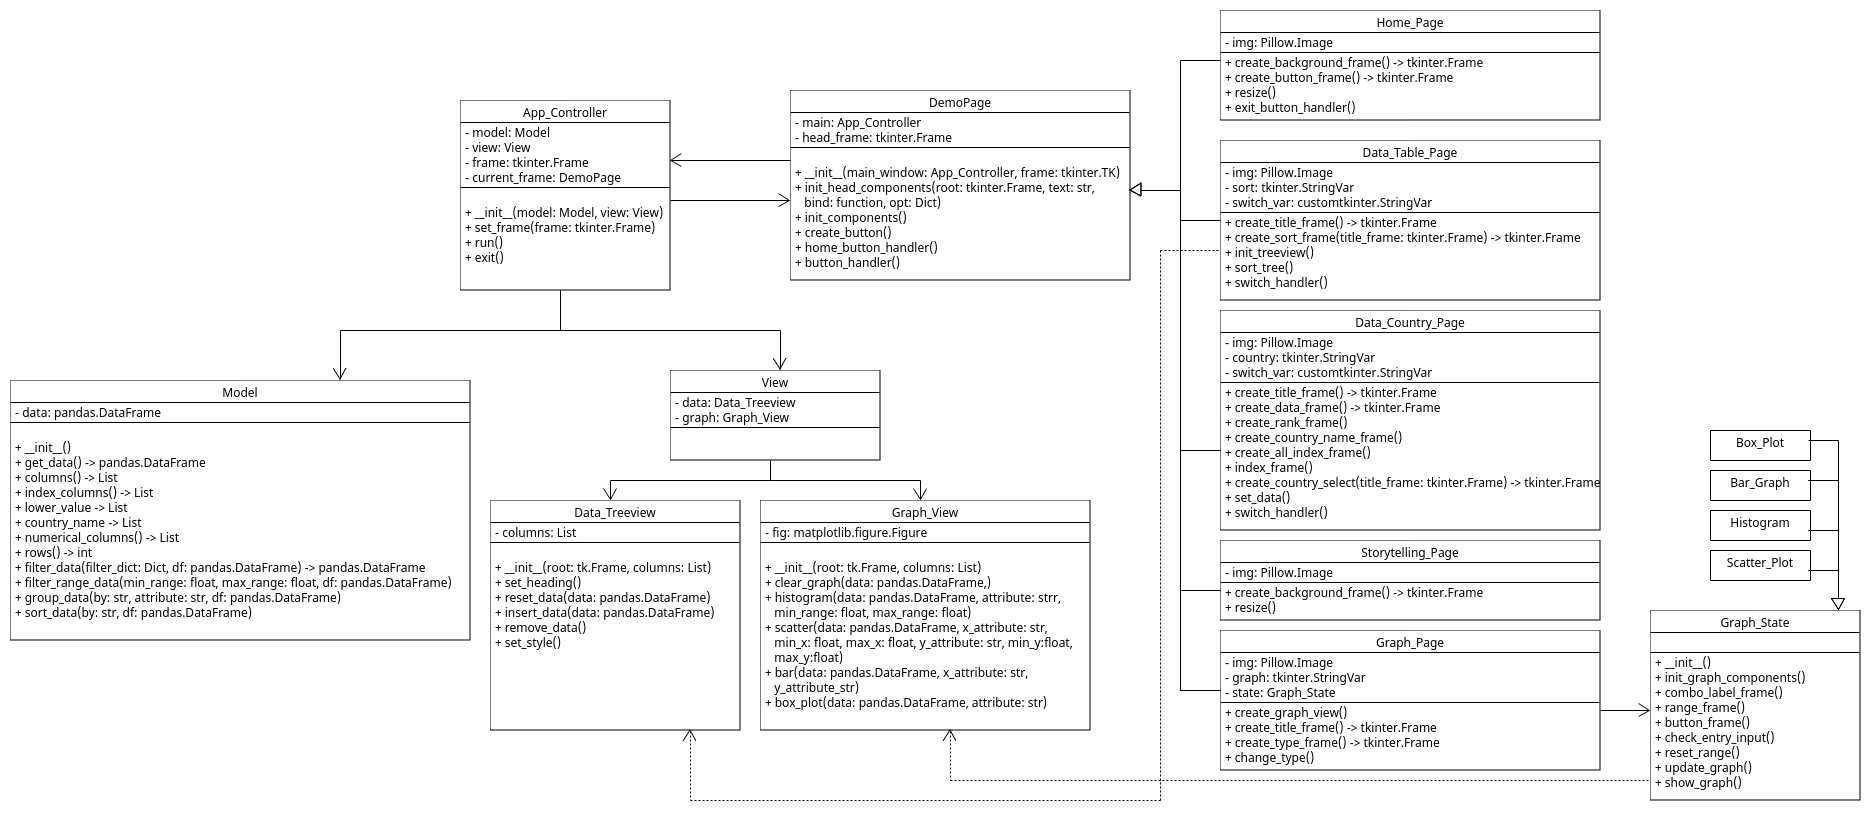 Home_Page
- img: Pillow.Image
+ create_background_frame() -> tkinter.Frame
+ create_button_frame() -> tkinter.Frame
+ resize()
+ exit_button_handler()
App_Controller
- model: Model
- view: View
- frame: tkinter.Frame
- current_frame: DemoPage
+ __init__(model: Model, view: View)
+ set_frame(frame: tkinter.Frame)
+ run()
+ exit()
DemoPage
- main: App_Controller
- head_frame: tkinter.Frame
+ __init__(main_window: App_Controller, frame: tkinter.TK)
+ init_head_components(root: tkinter.Frame, text: str,
bind: function, opt: Dict)
+ init_components()
+ create_button()
+ home_button_handler()
+ button_handler()
Data_Table_Page
- img: Pillow.Image
- sort: tkinter.StringVar
- switch_var: customtkinter.StringVar
+ create_title_frame() -> tkinter.Frame
+ create_sort_frame(title_frame: tkinter.Frame) -> tkinter.Frame
+ init_treeview()
+ sort_tree()
+ switch_handler()
Data_Country_Page
- img: Pillow.Image
- country: tkinter.StringVar
- switch_var: customtkinter.StringVar
+ create_title_frame() -> tkinter.Frame
+ create_data_frame() -> tkinter.Frame
+ create_rank_frame()
+ create_country_name_frame()
+ create_all_index_frame()
+ index_frame()
+ create_country_select(title_frame: tkinter.Frame) -> tkinter.Frame
+ set_data()
+ switch_handler()
Model
- data: pandas.DataFrame
+ __init__()
+ get_data() -> pandas.DataFrame
+ columns() -> List
+ index_columns() -> List
+ lower_value -> List
+ country_name -> List
+ numerical_columns() -> List
+ rows() -> int
+ filter_data(filter_dict: Dict, df: pandas.DataFrame) -> pandas.DataFrame
+ filter_range_data(min_range: float, max_range: float, df: pandas.DataFrame)
+ group_data(by: str, attribute: str, df: pandas.DataFrame)
+ sort_data(by: str, df: pandas.DataFrame)
View
- data: Data_Treeview
- graph: Graph_View
Data_Treeview
- columns: List
+ __init__(root: tk.Frame, columns: List)
+ set_heading()
+ reset_data(data: pandas.DataFrame)
+ insert_data(data: pandas.DataFrame)
+ remove_data()
+ set_style()
Graph_View
- fig: matplotlib.figure.Figure
+ __init__(root: tk.Frame, columns: List)
+ clear_graph(data: pandas.DataFrame,)
+ histogram(data: pandas.DataFrame, attribute: strr,
min_range: float, max_range: float)
+ scatter(data: pandas.DataFrame, x_attribute: str,
min_x: float, max_x: float, y_attribute: str, min_y:float,
max_y:float)
+ bar(data: pandas.DataFrame, x_attribute: str,
y_attribute_str)
+ box_plot(data: pandas.DataFrame, attribute: str)
Storytelling_Page
- img: Pillow.Image
+ create_background_frame() -> tkinter.Frame
+ resize()
Graph_Page
- img: Pillow.Image
- graph: tkinter.StringVar
- state: Graph_State
+ create_graph_view()
+ create_title_frame() -> tkinter.Frame
+ create_type_frame() -> tkinter.Frame
+ change_type()
Box_Plot
Bar_Graph
Histogram
Scatter_Plot
Graph_State
+ __init__()
+ init_graph_components()
+ combo_label_frame()
+ range_frame()
+ button_frame()
+ check_entry_input()
+ reset_range()
+ update_graph()
+ show_graph()